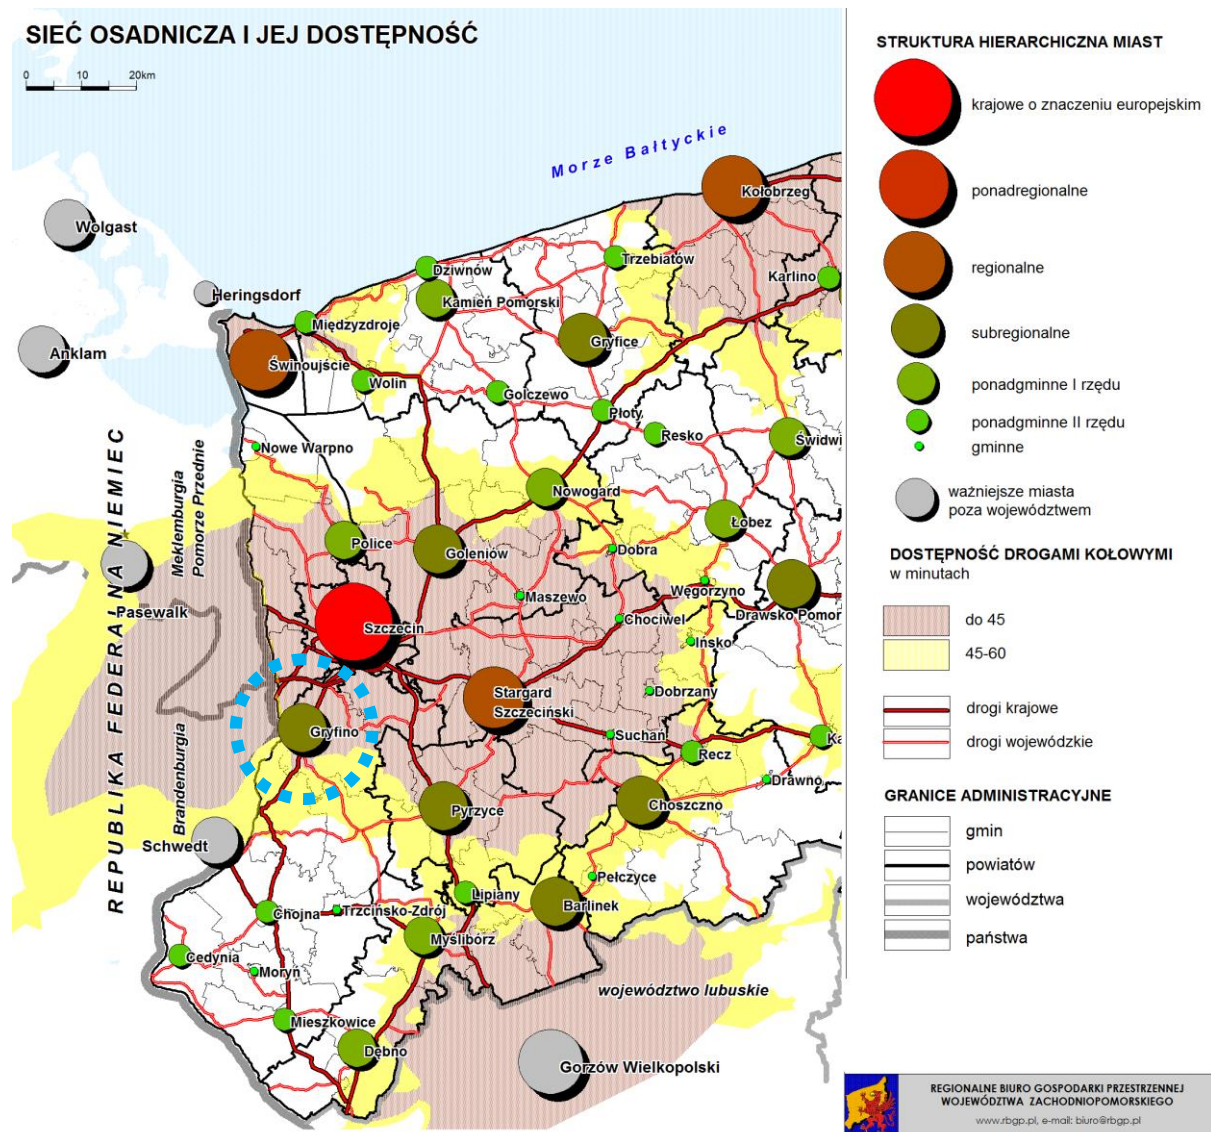 SIEĆ OSADNICZA I JEJ DOSTĘPNOŚĆ
0 10 20km
Morze Bałtyckie
Wolgast
Heringsdorf
Anklam
Kołobrzeg
Trzebiatów
Karlino
Dziwnów
Kamień Pomorski
Międzyzdroje
Gryfice
Świnoujście
Wolin
Golczewo
Płoty
Resko
Świdwi
Nowe Warpno
Nowogard
Łobez
Police
Goleniów
Dobra
Węgorzyno
Maszewo
Chociwel
Drawsko Pomor
Pasewalk
Szczecin
Ińsko
Stargard
Szczeciński
Dobrzany
Gryfino
Suchań
Recz
Ka
Drawno
Pyrzyce
Choszczno
Schwedt
Pełczyce
Lipiany
Barlinek
Chojna
Trzcińsko-Zdrój
Myślibórz
Cedynia
Moryń
Mieszkowice
Dębno
Gorzów Wielkopolski
województwo lubuskie
REPUBLIKA FEDERALNA NIEMIEC
Meklemburgia
Pomorze Przednie
Brandenburgia
STRUKTURA HIERARCHICZNA MIAST
krajowe o znaczeniu europejskim
ponadregionalne
regionalne
subregionalne
ponadgminne I rzędu
ponadgminne II rzędu
gminne
ważniejsze miasta
poza województwem
DOSTĘPNOŚĆ DROGAMI KOŁOWYMI
w minutach
do 45
45-60
drogi krajowe
drogi wojewódzkie
GRANICE ADMINISTRACYJNE
gmin
powiatów
województwa
państwa
REGIONALNE BIURO GOSPODARKI PRZESTRZENNEJ
WOJEWÓDZTWA ZACHODNIOPOMORSKIEGO
www.rbgp.pl, e-mail: biuro@rbgp.pl